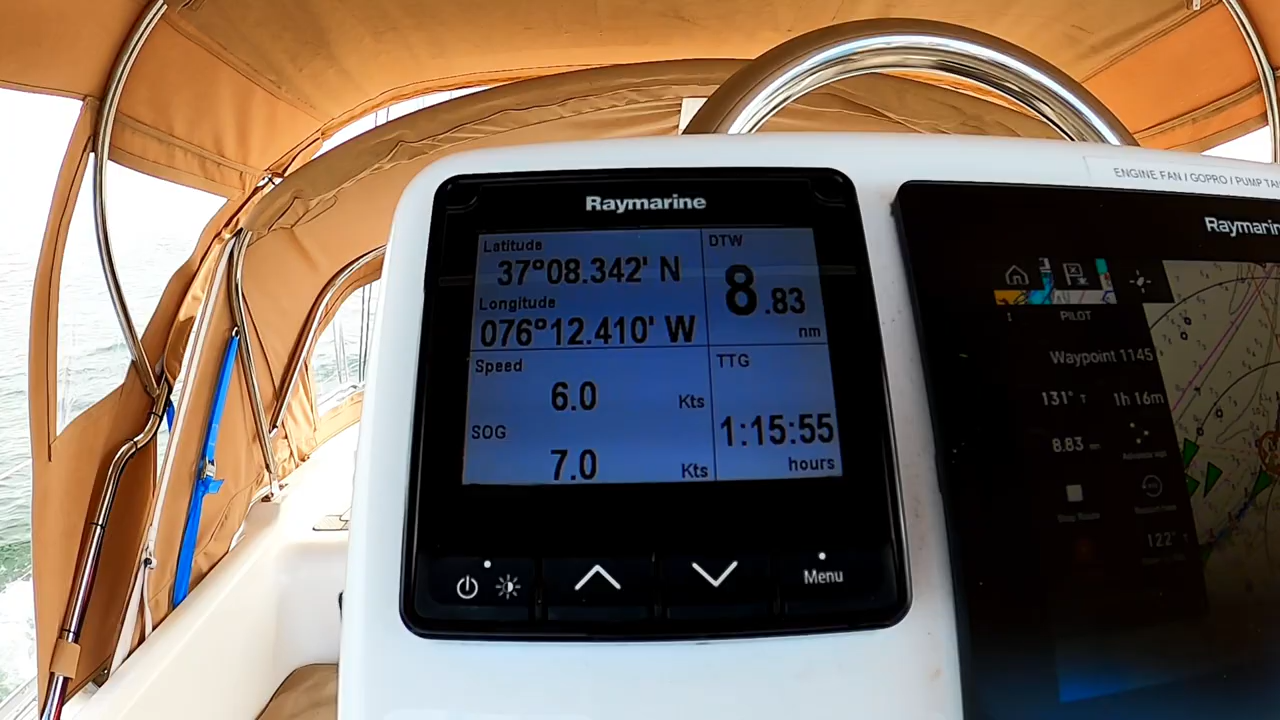 ENGINE FAN / GOPRO / PUMP
Raymarine
Latitude
37°08.342' N
Longitude
076°12.410' W
Speed
6.0 Kts
SOG
7.0 Kts
DTW
8.83
nm
TTG
1:15:55
hours
Menu
Raymarin
PILOT
Waypoint 1145
131° T 1h 16m
8.83 nm
122° T